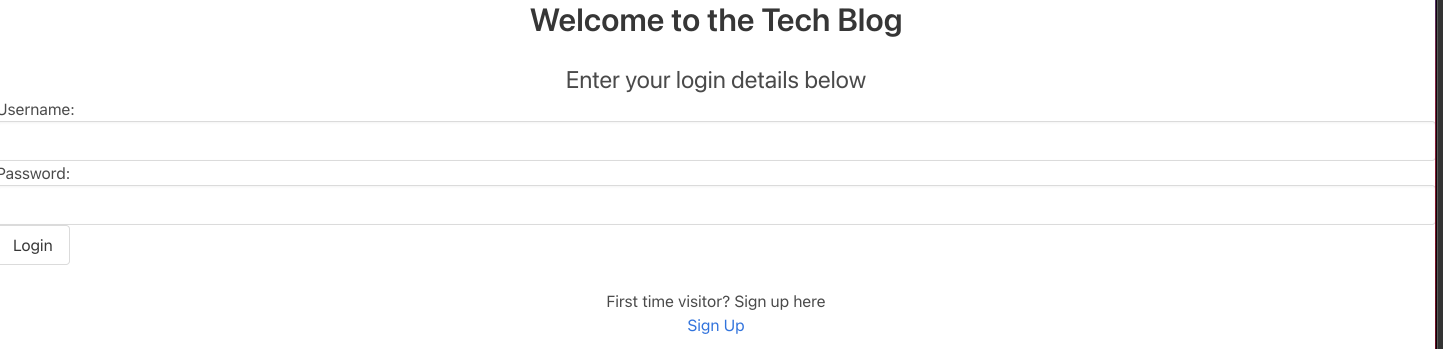 Welcome to the Tech Blog
Enter your login details below
Username:
Password:
Login
First time visitor? Sign up here
Sign Up